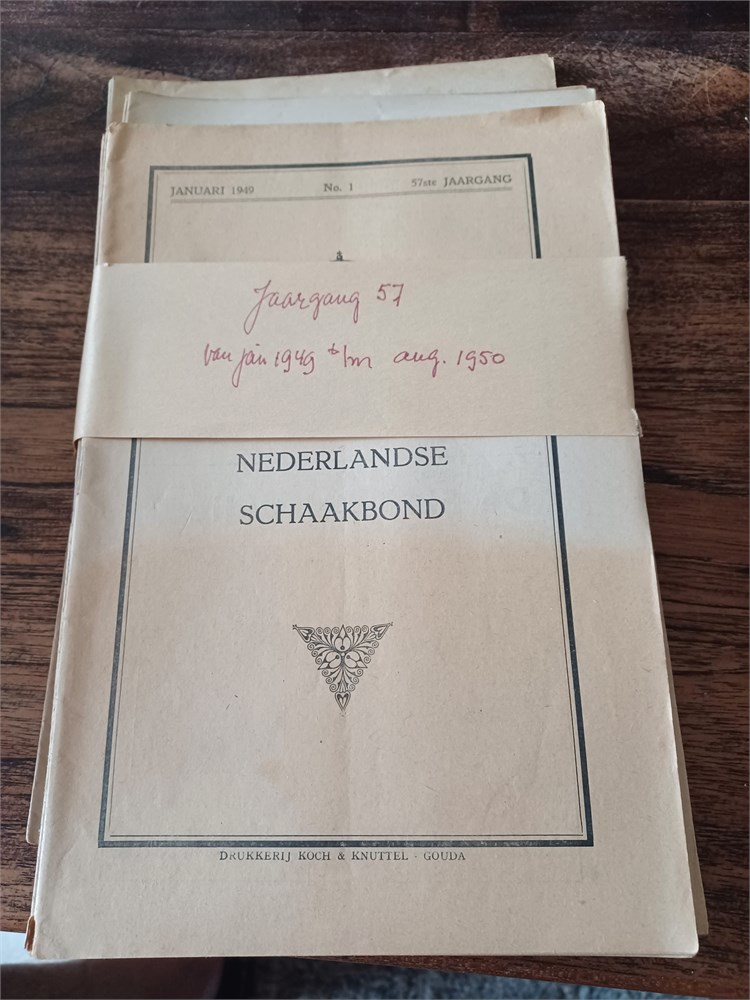 JANUARI 1949 No. 1 57ste JAARGANG
Jaargang 57
van jan 1949 t/m aug. 1950
NEDERLANDSE
SCHAAKBOND
DRUKKERIJ KOCH & KNUTTEL - GOUDA